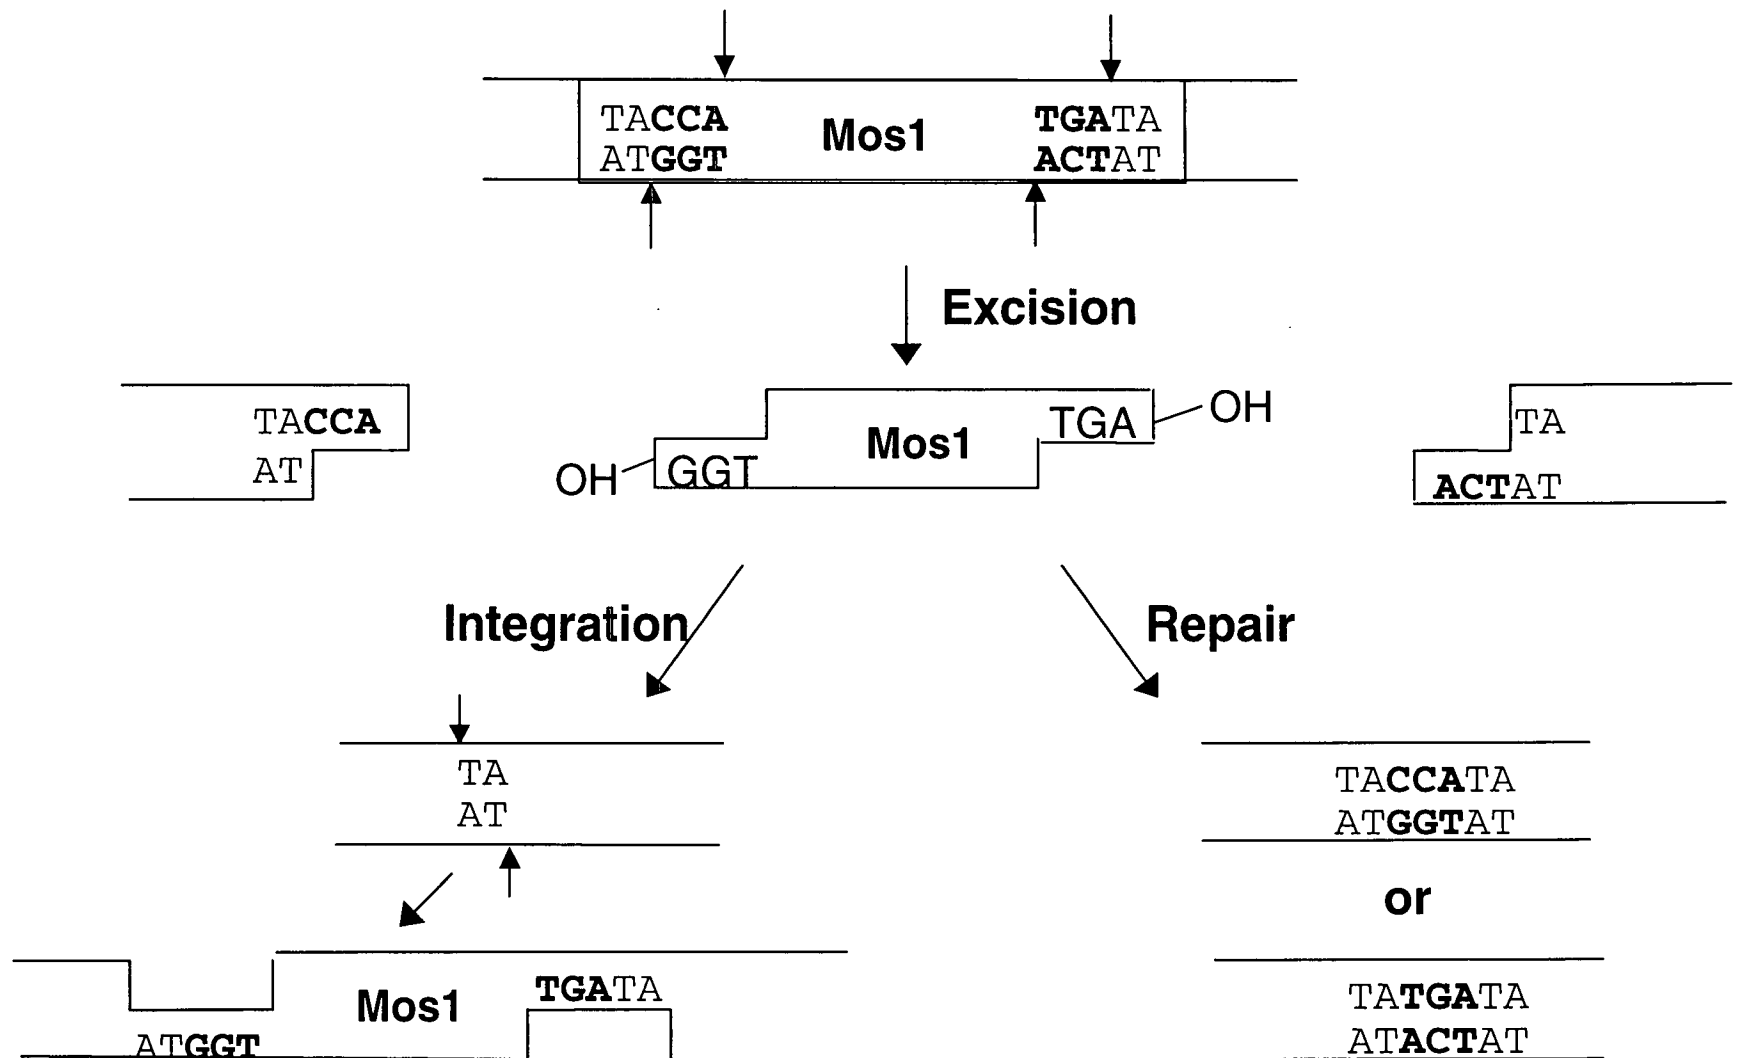 TACCA Mos1 TGATA
ATGGT ACTAT
Excision
TACCA Mos1 TGA OH TA
AT OH GGT ACTAT
Integration Repair
TA TACCATA
AT ATGGTAT
or
Mos1 TGATA TATGATA
ATGGT ATACTAT